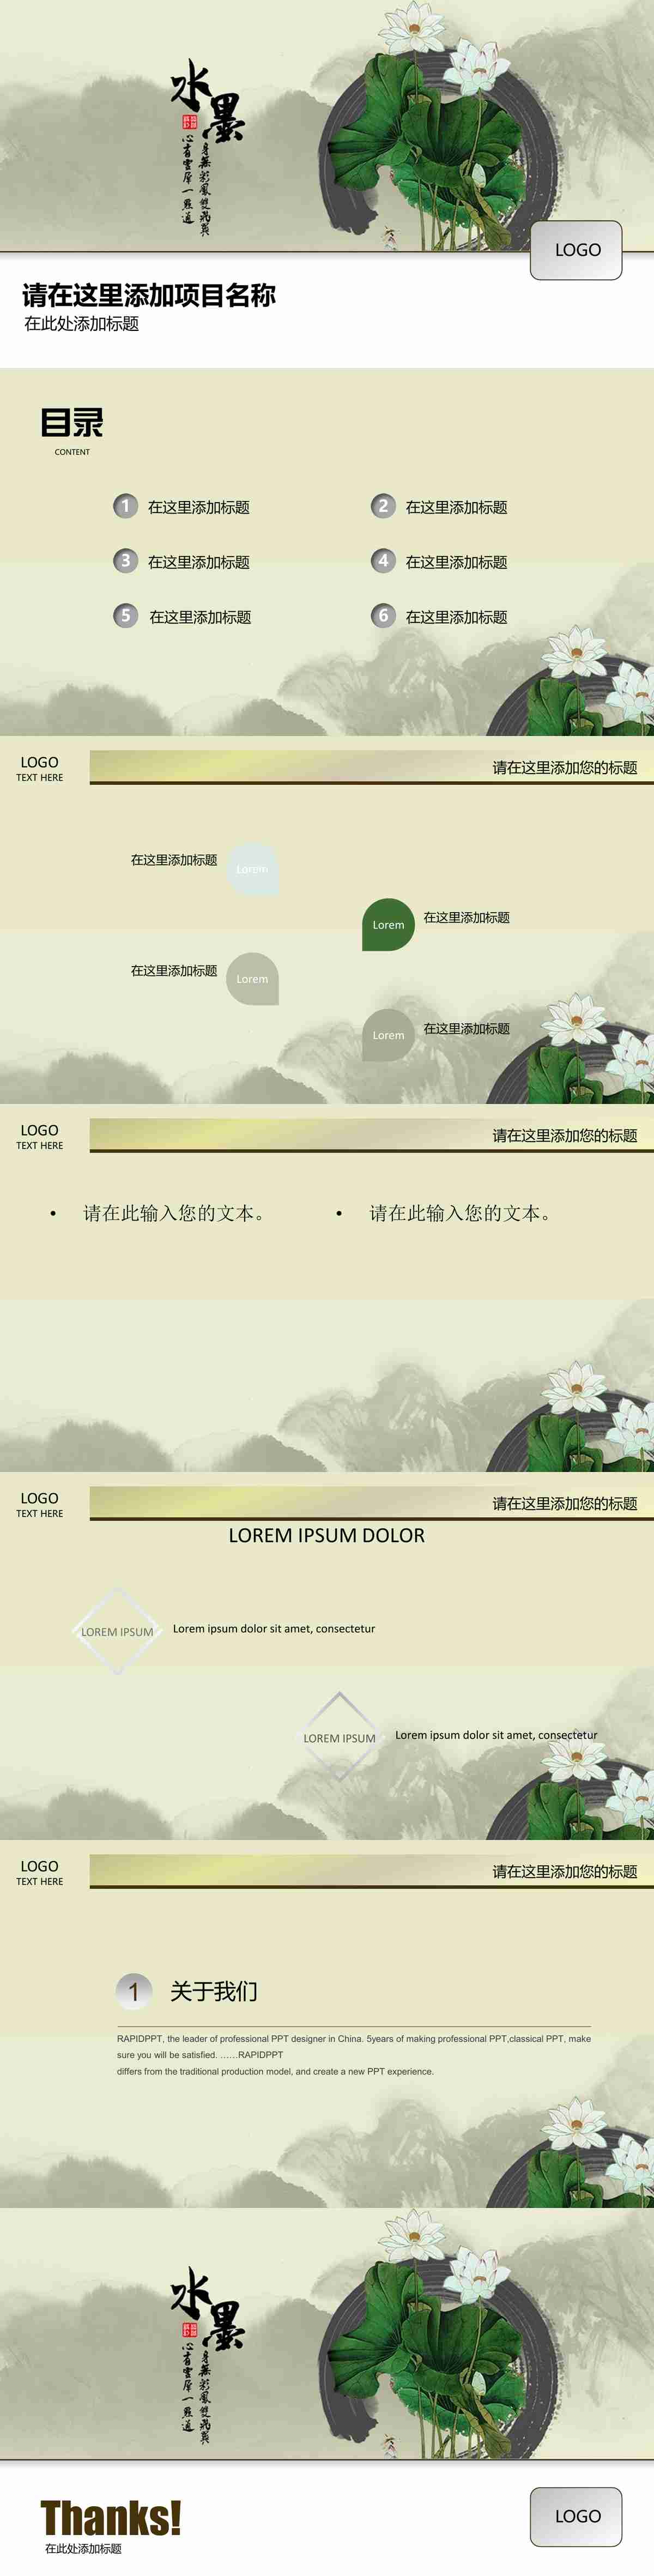 水墨
身無彩鳳雙飛翼
心有靈犀一點通
LOGO
请在这里添加项目名称
在此处添加标题
目录
CONTENT
1 在这里添加标题
2 在这里添加标题
3 在这里添加标题
4 在这里添加标题
5 在这里添加标题
6 在这里添加标题
LOGO
TEXT HERE
请在这里添加您的标题
在这里添加标题
Lorem
Lorem
在这里添加标题
在这里添加标题
Lorem
Lorem
在这里添加标题
LOGO
TEXT HERE
请在这里添加您的标题
• 请在此输入您的文本。
• 请在此输入您的文本。
LOGO
TEXT HERE
请在这里添加您的标题
LOREM IPSUM DOLOR
LOREM IPSUM
Lorem ipsum dolor sit amet, consectetur
LOREM IPSUM
Lorem ipsum dolor sit amet, consectetur
LOGO
TEXT HERE
请在这里添加您的标题
1 关于我们
RAPIDPPT, the leader of professional PPT designer in China. 5years of making professional PPT,classical PPT, make
sure you will be satisfied. ……RAPIDPPT
differs from the traditional production model, and create a new PPT experience.
水墨
身無彩鳳雙飛翼
心有靈犀一點通
Thanks!
在此处添加标题
LOGO